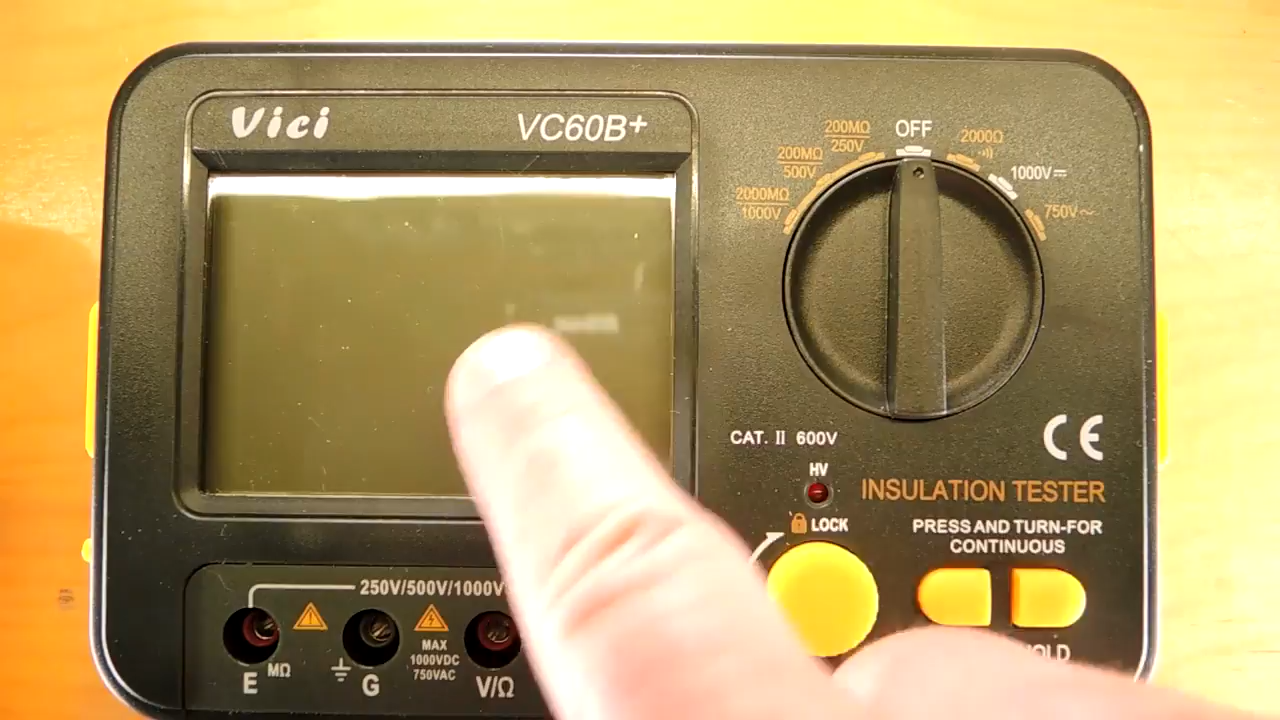 Vici
VC60B+
OFF
200MΩ
250V
200MΩ
500V
2000MΩ
1000V
2000Ω
1000V⎓
750V~
CAT. II 600V
HV
INSULATION TESTER
LOCK
PRESS AND TURN-FOR
CONTINUOUS
250V/500V/1000V
MAX
1000VDC
750VAC
MΩ
E
G
V/Ω
CE